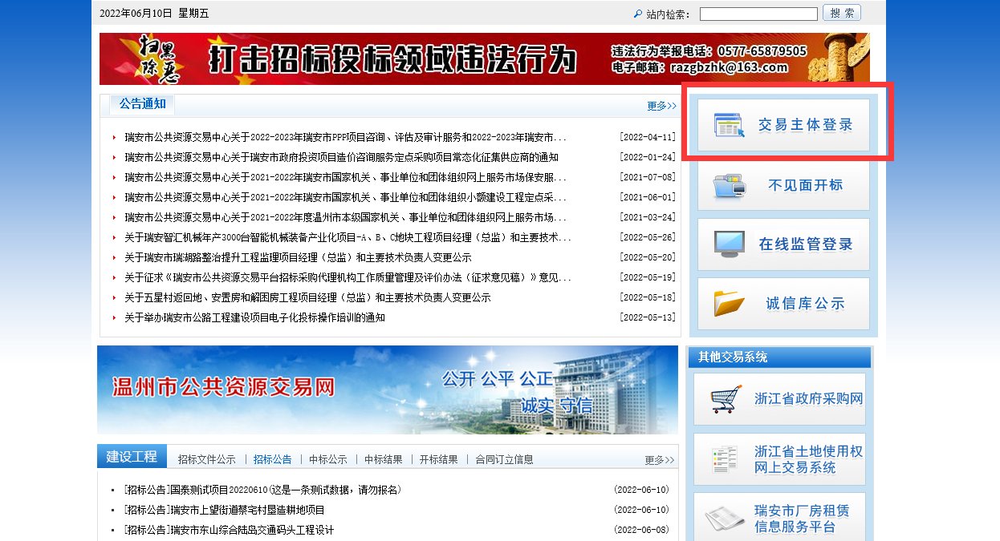 2022年06月10日 星期五
站内检索：
搜 索
扫黑除恶
打击招标投标领域违法行为
违法行为举报电话：0577-65879505
电子邮箱：razgbzhk@163.com
公告通知
更多>>
瑞安市公共资源交易中心关于2022-2023年瑞安市PPP项目咨询、评估及审计服务和2022-2023年瑞安市... [2022-04-11]
瑞安市公共资源交易中心关于瑞安市政府投资项目造价咨询服务定点采购项目常态化征集供应商的通知 [2022-01-24]
瑞安市公共资源交易中心关于2021-2022年瑞安市国家机关、事业单位和团体组织网上服务市场保安服... [2021-07-08]
瑞安市公共资源交易中心关于2021-2022年瑞安市国家机关、事业单位和团体组织小额建设工程定点采... [2021-06-01]
瑞安市公共资源交易中心关于2021-2022年度温州市本级国家机关、事业单位和团体组织网上服务市场... [2021-03-24]
关于瑞安智汇机械年产3000台智能机械装备产业化项目-A、B、C地块工程项目经理（总监）和主要技术... [2022-05-26]
关于瑞安市瑞湖路整治提升工程监理项目经理（总监）和主要技术负责人变更公示 [2022-05-20]
关于征求《瑞安市公共资源交易平台招标采购代理机构工作质量管理及评价办法（征求意见稿）》意见... [2022-05-19]
关于五星村返回地、安置房和解困房工程项目经理（总监）和主要技术负责人变更公示 [2022-05-18]
关于举办瑞安市公路工程建设项目电子化投标操作培训的通知 [2022-05-13]
交易主体登录
不见面开标
在线监管登录
诚信库公示
温州市公共资源交易网
公开 公平 公正
诚实 守信
其他交易系统
浙江省政府采购网
浙江省土地使用权
网上交易系统
瑞安市厂房租赁
信息服务平台
建设工程
招标文件公示 | 招标公告 | 中标公示 | 中标结果 | 开标结果 | 合同订立信息
更多>>
[招标公告]国泰测试项目20220610(这是一条测试数据，请勿报名) (2022-06-10)
[招标公告]瑞安市上望街道蔡宅村垦造耕地项目 (2022-06-10)
[招标公告]瑞安市东山综合陆岛交通码头工程设计 (2022-06-08)